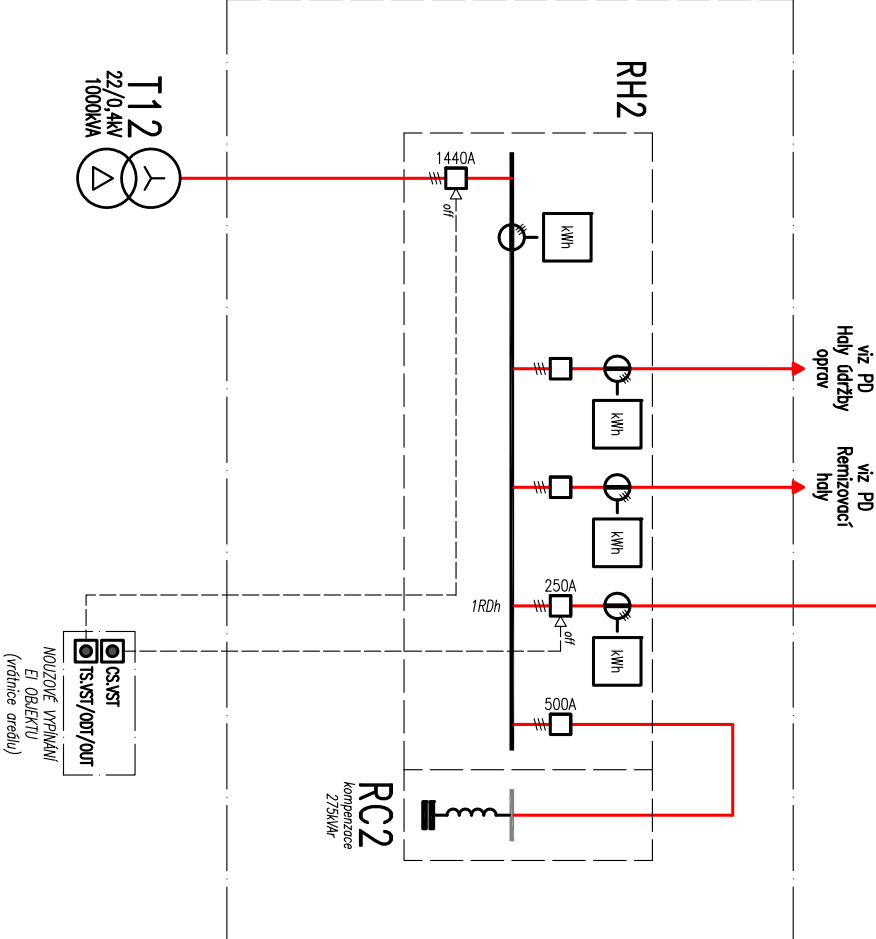 RH2
T12
22/0,4kV
1000kVA
1440A
off
kWh
viz PD
Haly údržby
oprav
kWh
viz PD
Remizovací
haly
kWh
250A
1RDh
off
kWh
500A
CS.VST
TS.VST/ODT/OUT
NOUZOVÉ VYPÍNÁNÍ
EI OBJEKTU
(vrátnice areálu)
RC2
kompenzace
275kVAr